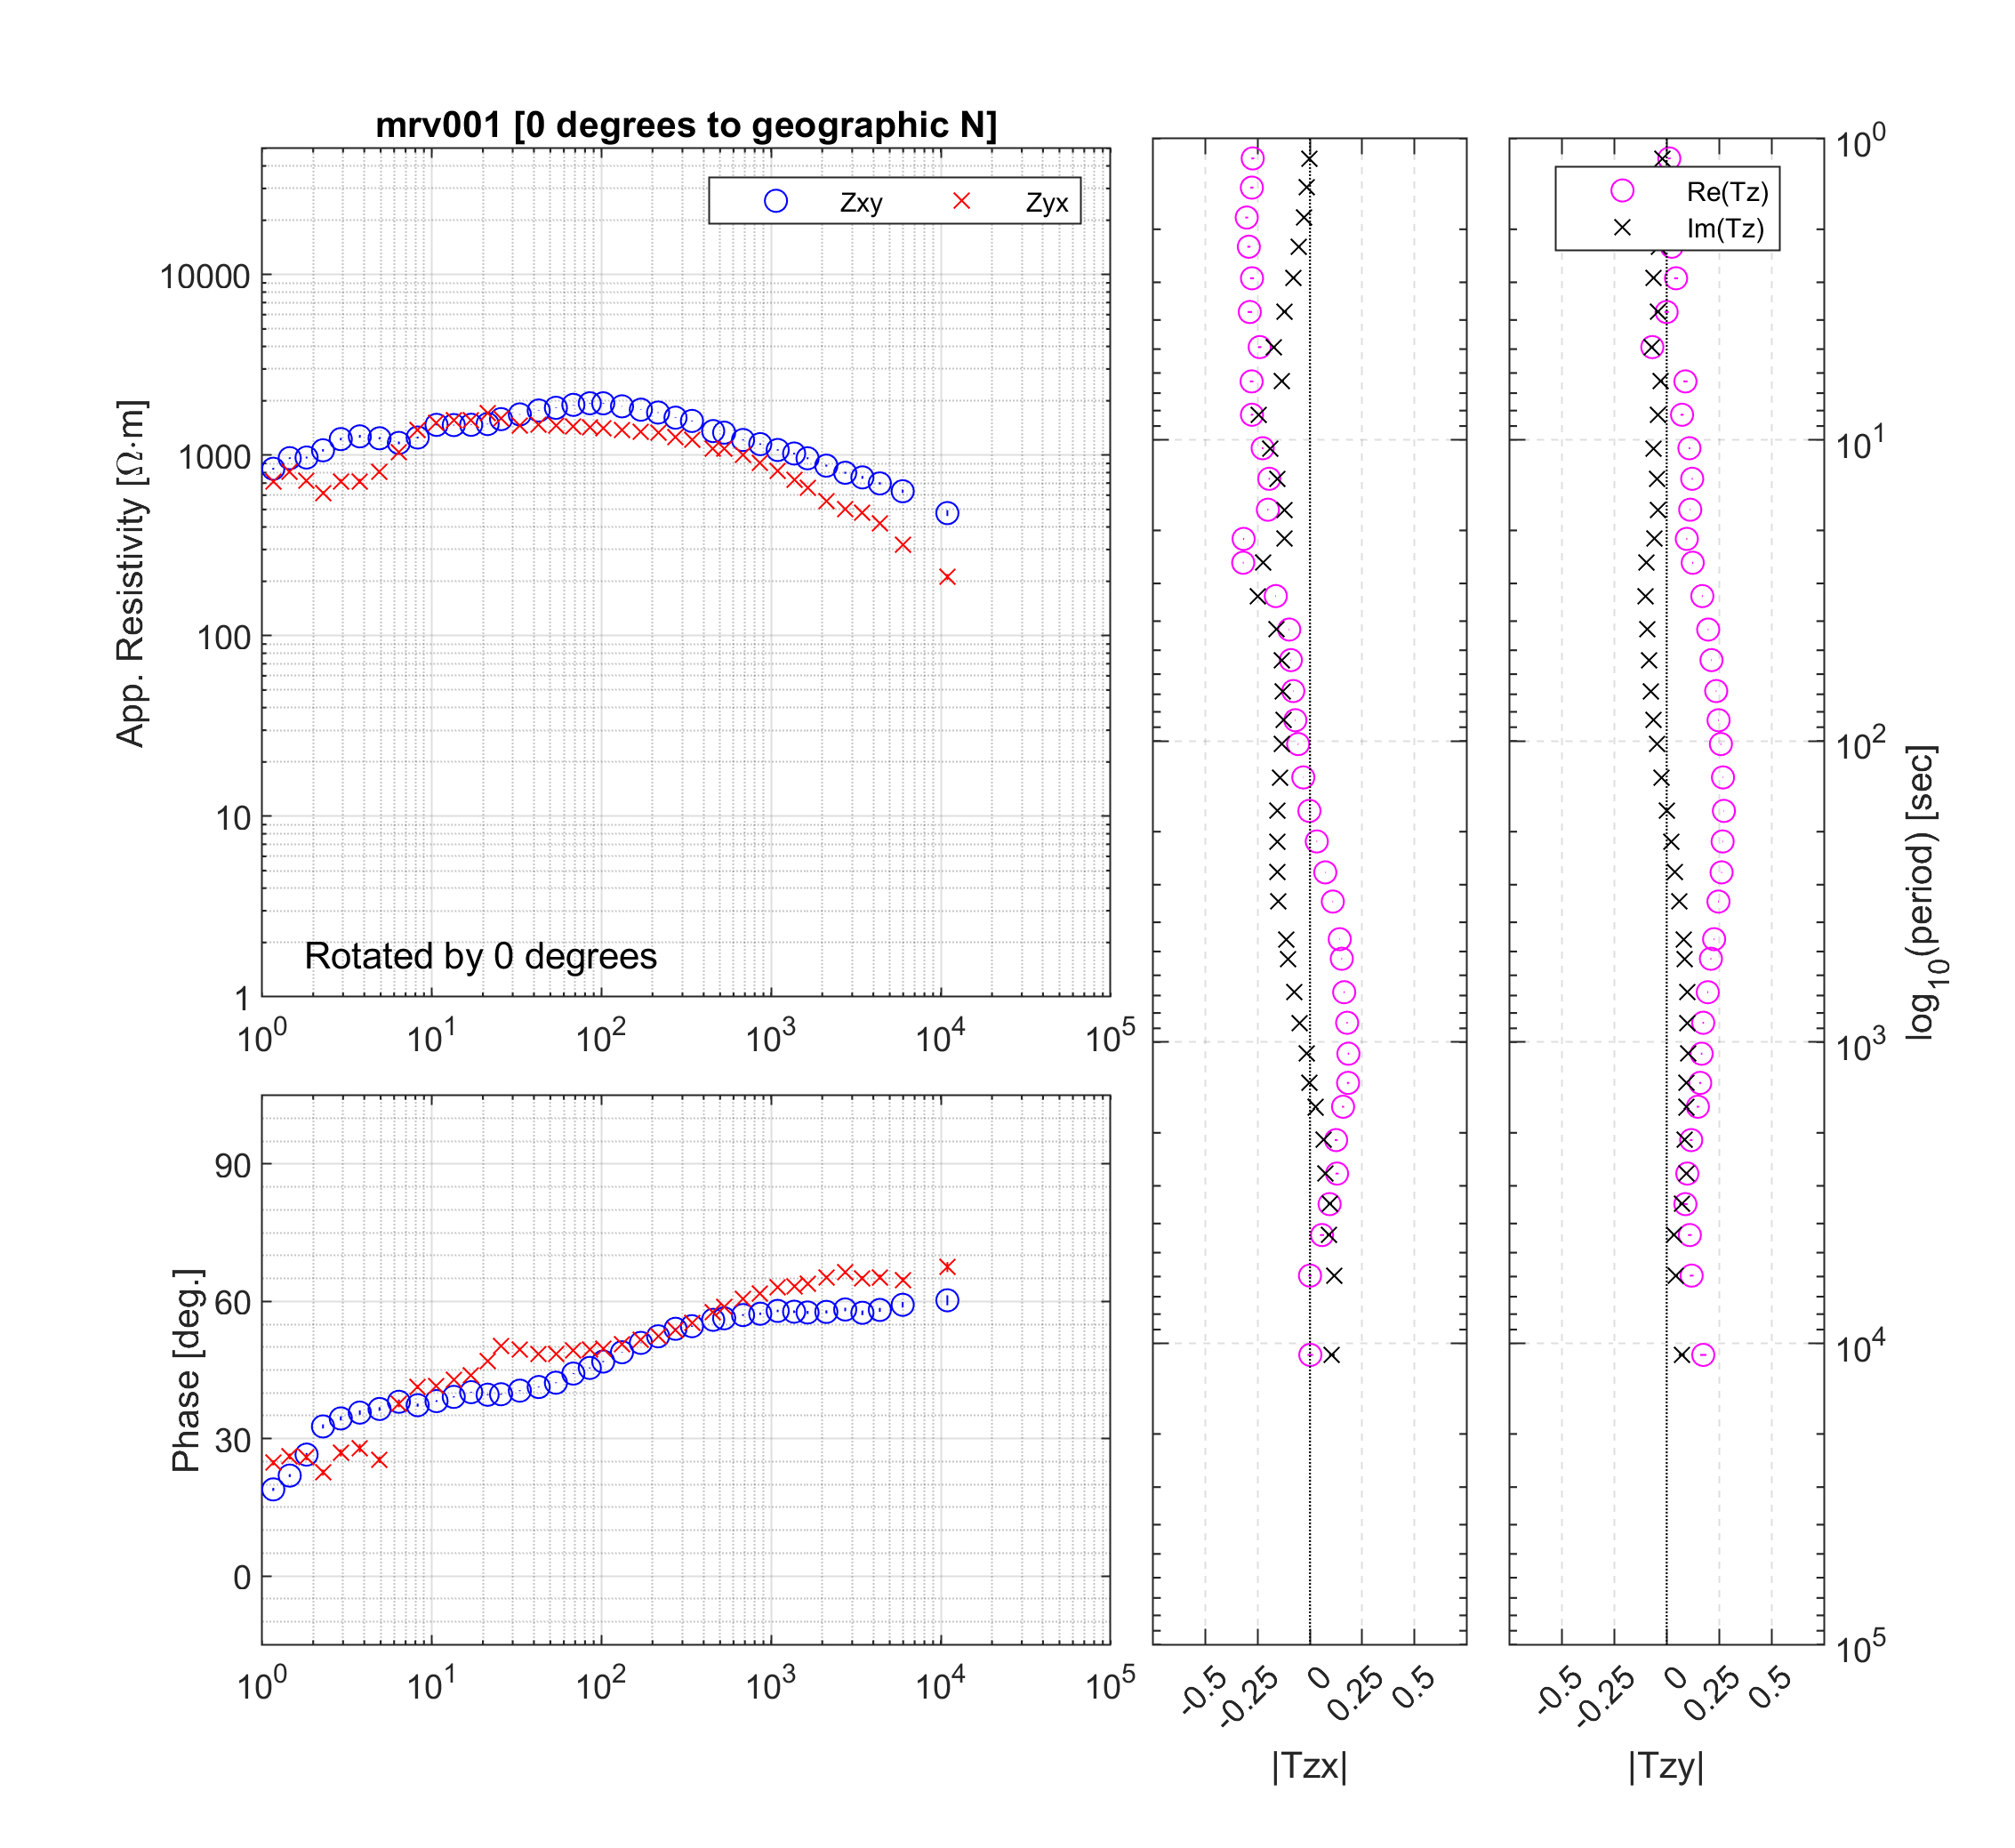 mrv001 [0 degrees to geographic N]
Zxy Zyx
App. Resistivity [Ω·m]
10000
1000
100
10
1
Rotated by 0 degrees
10^0 10^1 10^2 10^3 10^4 10^5
Phase [deg.]
90
60
30
0
10^0 10^1 10^2 10^3 10^4 10^5
-0.5 -0.25 0 0.25 0.5
|Tzx|
Re(Tz)
Im(Tz)
-0.5 -0.25 0 0.25 0.5
|Tzy|
10^0
10^1
10^2
10^3
10^4
10^5
log10(period) [sec]